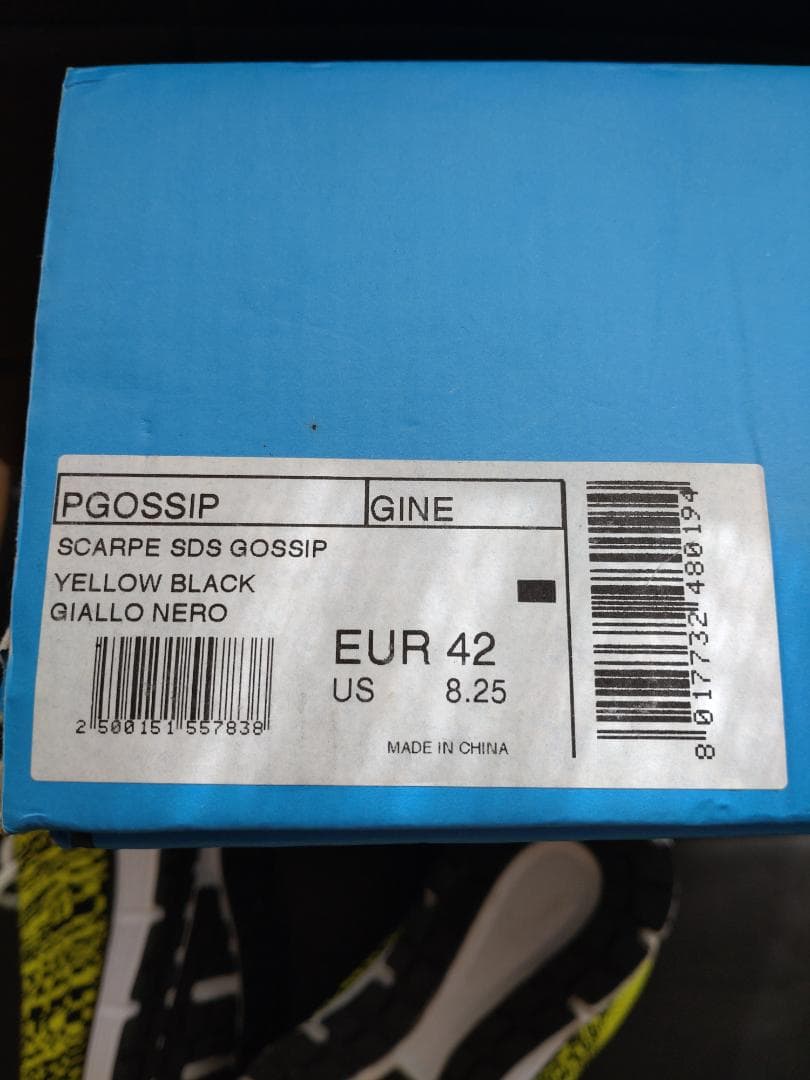 PGOSSIP GINE
SCARPE SDS GOSSIP
YELLOW BLACK
GIALLO NERO
EUR 42
US 8.25
2 500151 557838
MADE IN CHINA
8 017732 480194